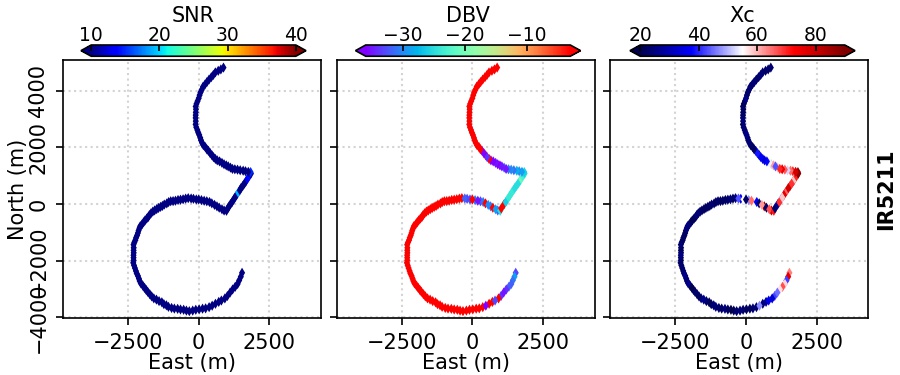 SNR DBV Xc
10 20 30 40 −30 −20 −10 20 40 60 80
North (m)
4000
2000
0
−2000
−4000
−2500 0 2500 −2500 0 2500 −2500 0 2500
East (m) East (m) East (m)
IR5211